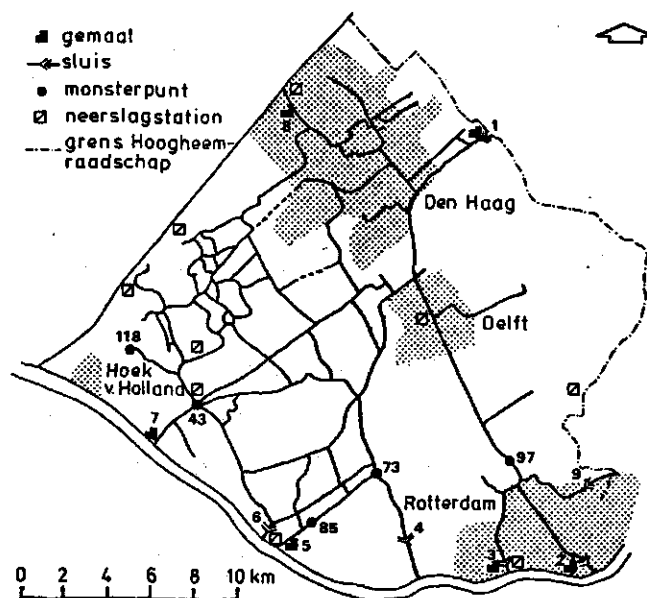 gemaal
sluis
monsterpunt
neerslagstation
grens Hoogheem-
raadschap
8
1
Den Haag
Delft
118
Hoek
v. Holland
7
43
73
97
9
6
85
5
Rotterdam
4
3
2
0 2 4 6 8 10 km